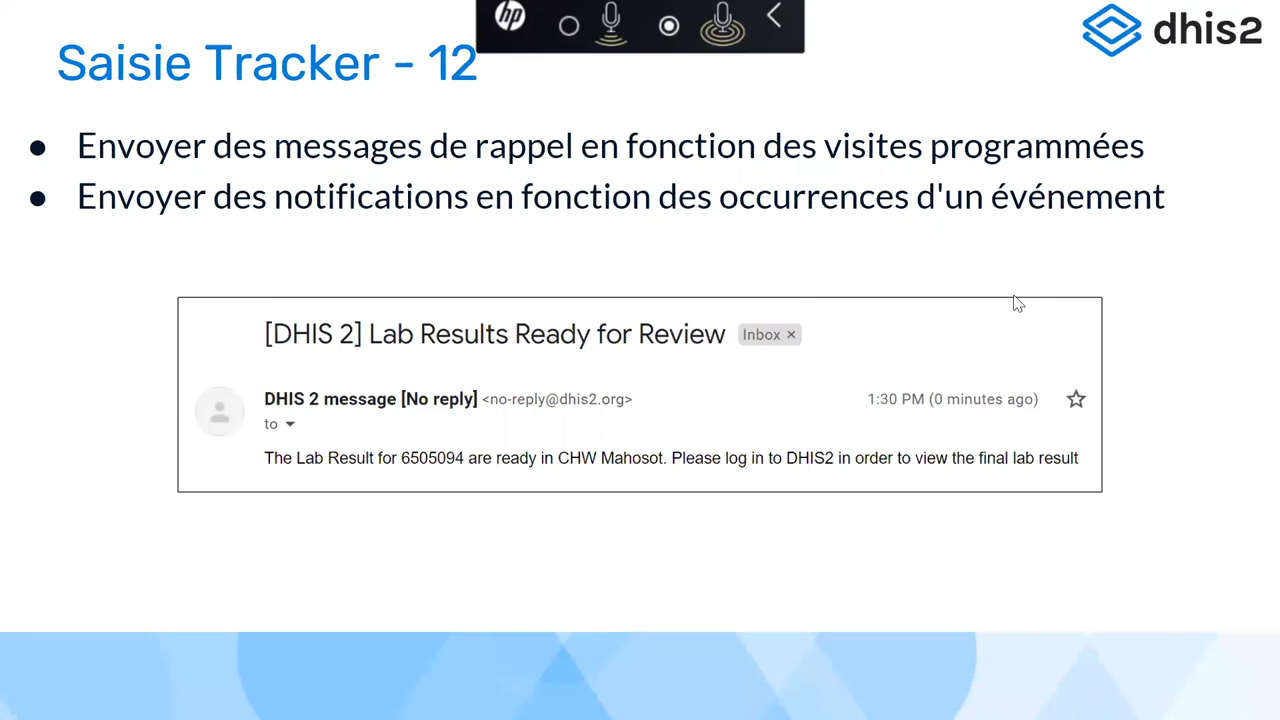 hp
dhis2
Saisie Tracker - 12
● Envoyer des messages de rappel en fonction des visites programmées
● Envoyer des notifications en fonction des occurrences d'un événement
[DHIS 2] Lab Results Ready for Review Inbox ×
DHIS 2 message [No reply] <no-reply@dhis2.org> 1:30 PM (0 minutes ago)
to
The Lab Result for 6505094 are ready in CHW Mahosot. Please log in to DHIS2 in order to view the final lab result